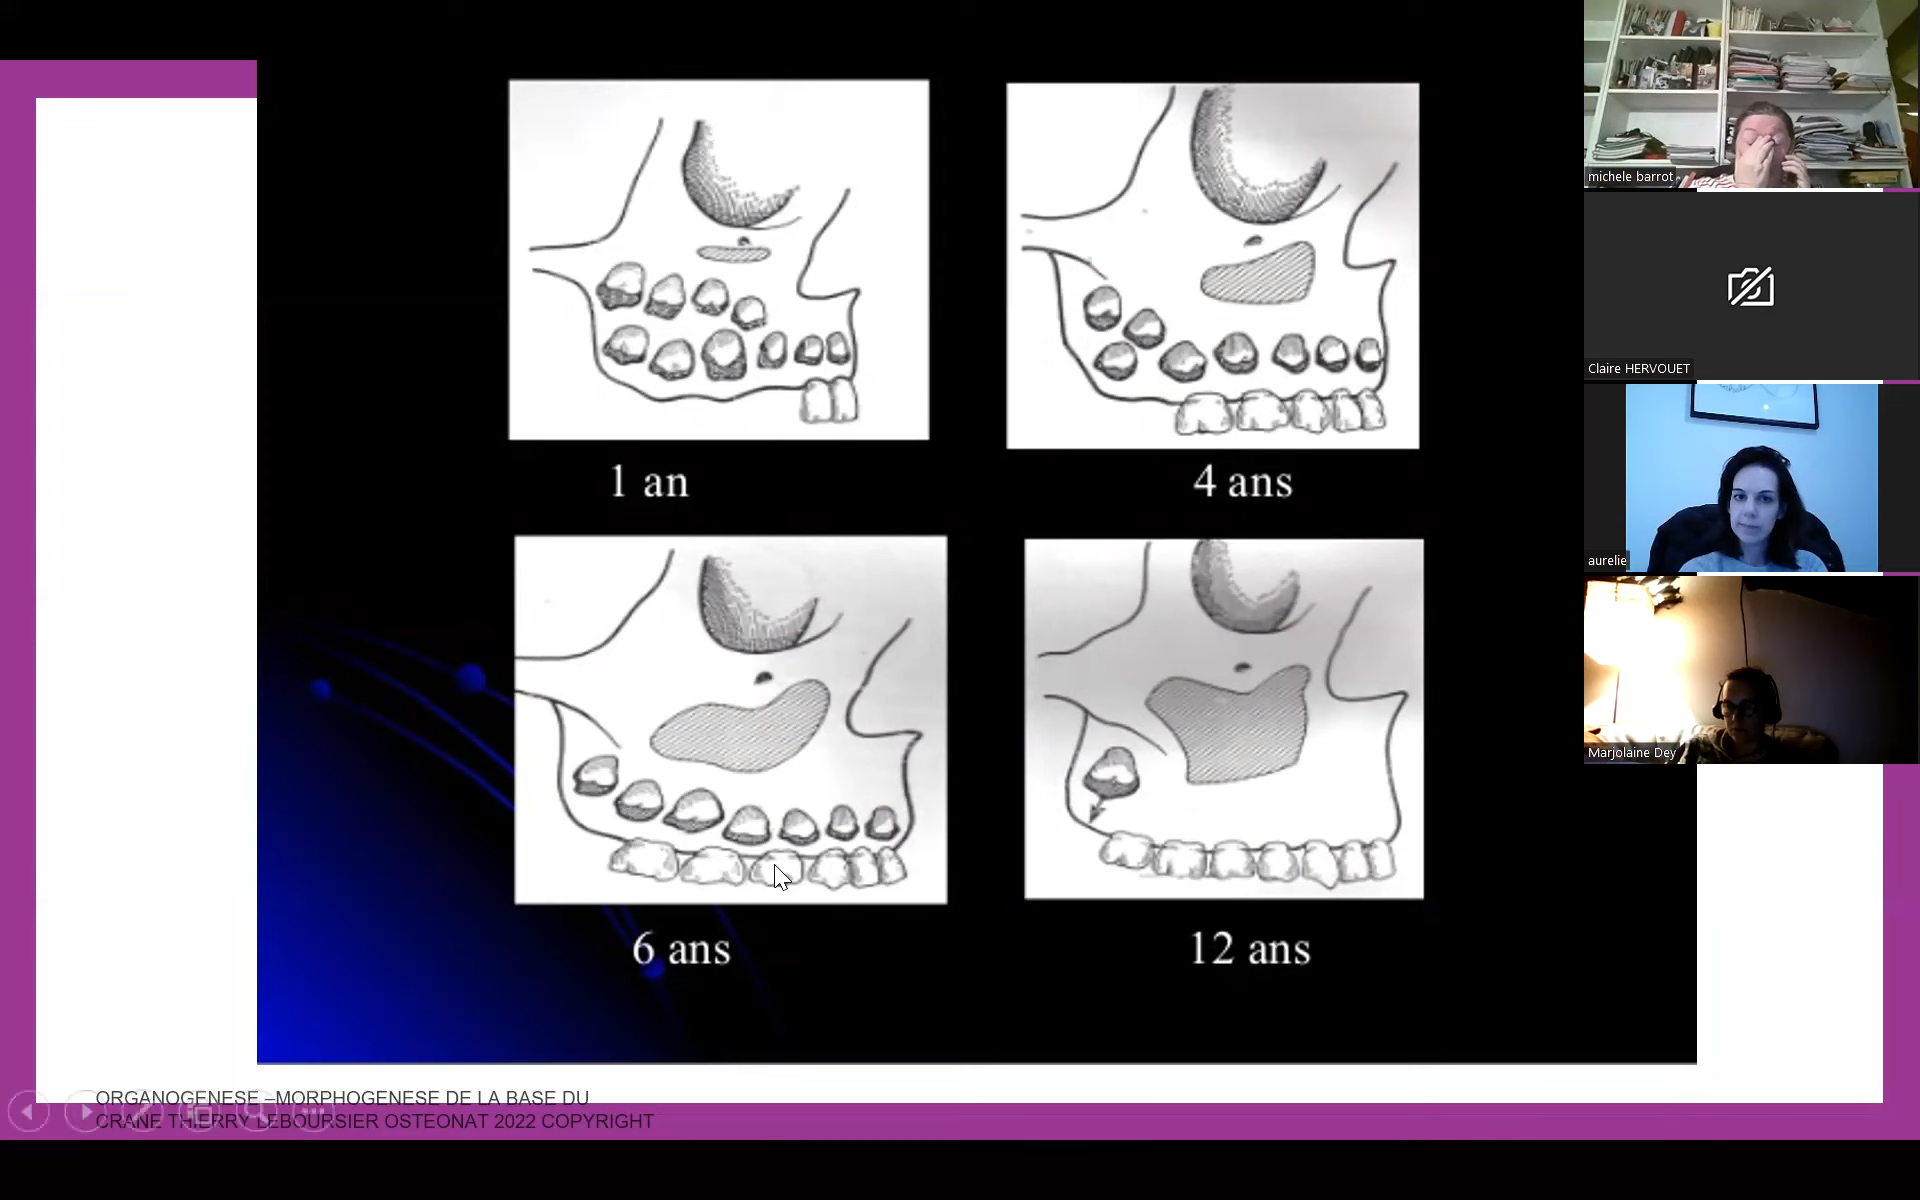 1 an
4 ans
6 ans
12 ans
ORGANOGENESE –MORPHOGENESE DE LA BASE DU
CRANE THIERRY LEBOURSIER OSTEONAT 2022 COPYRIGHT
michele barrot
Claire HERVOUET
aurelie
Marjolaine Dey